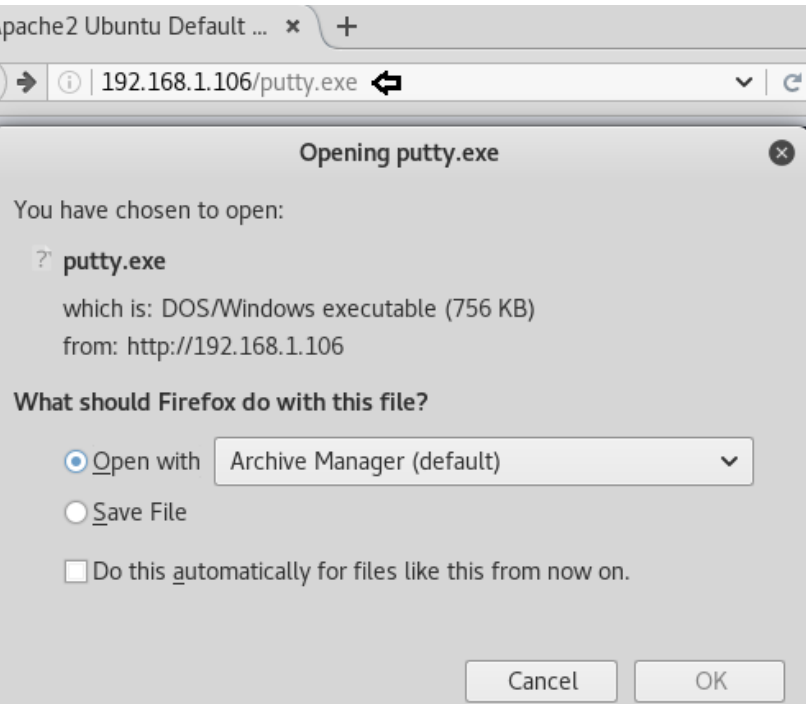 Apache2 Ubuntu Default ... × +
192.168.1.106/putty.exe
Opening putty.exe
You have chosen to open:
putty.exe
which is: DOS/Windows executable (756 KB)
from: http://192.168.1.106
What should Firefox do with this file?
Open with Archive Manager (default)
Save File
Do this automatically for files like this from now on.
Cancel OK